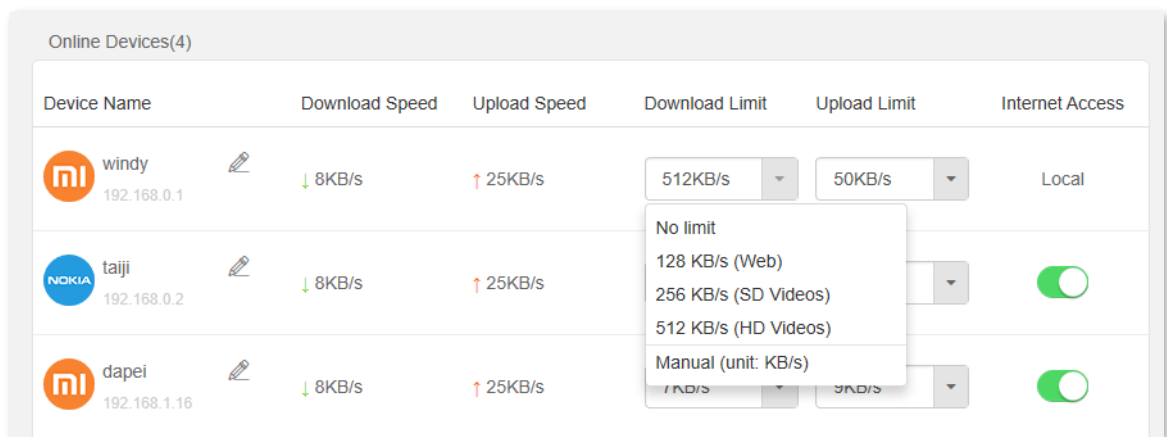 Online Devices(4)
Device Name Download Speed Upload Speed Download Limit Upload Limit Internet Access
mi windy ↓ 8KB/s ↑ 25KB/s 512KB/s 50KB/s Local
192.168.0.1
No limit
128 KB/s (Web)
NOKIA taiji ↓ 8KB/s ↑ 25KB/s
192.168.0.2
256 KB/s (SD Videos)
512 KB/s (HD Videos)
Manual (unit: KB/s)
mi dapei ↓ 8KB/s ↑ 25KB/s 7KB/s 9KB/s
192.168.1.16